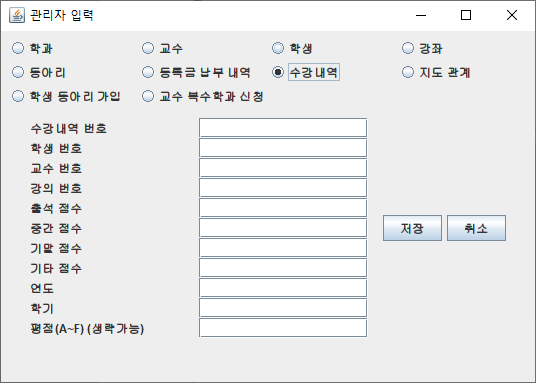 관리자 입력
학과 교수 학생 강좌
동아리 등록금 납부 내역 수강내역 지도 관계
학생 동아리 가입 교수 복수학과 신청
수강내역 번호
학생 번호
교수 번호
강의 번호
출석 점수
중간 점수 저장 취소
기말 점수
기타 점수
연도
학기
평점(A~F) (생략가능)